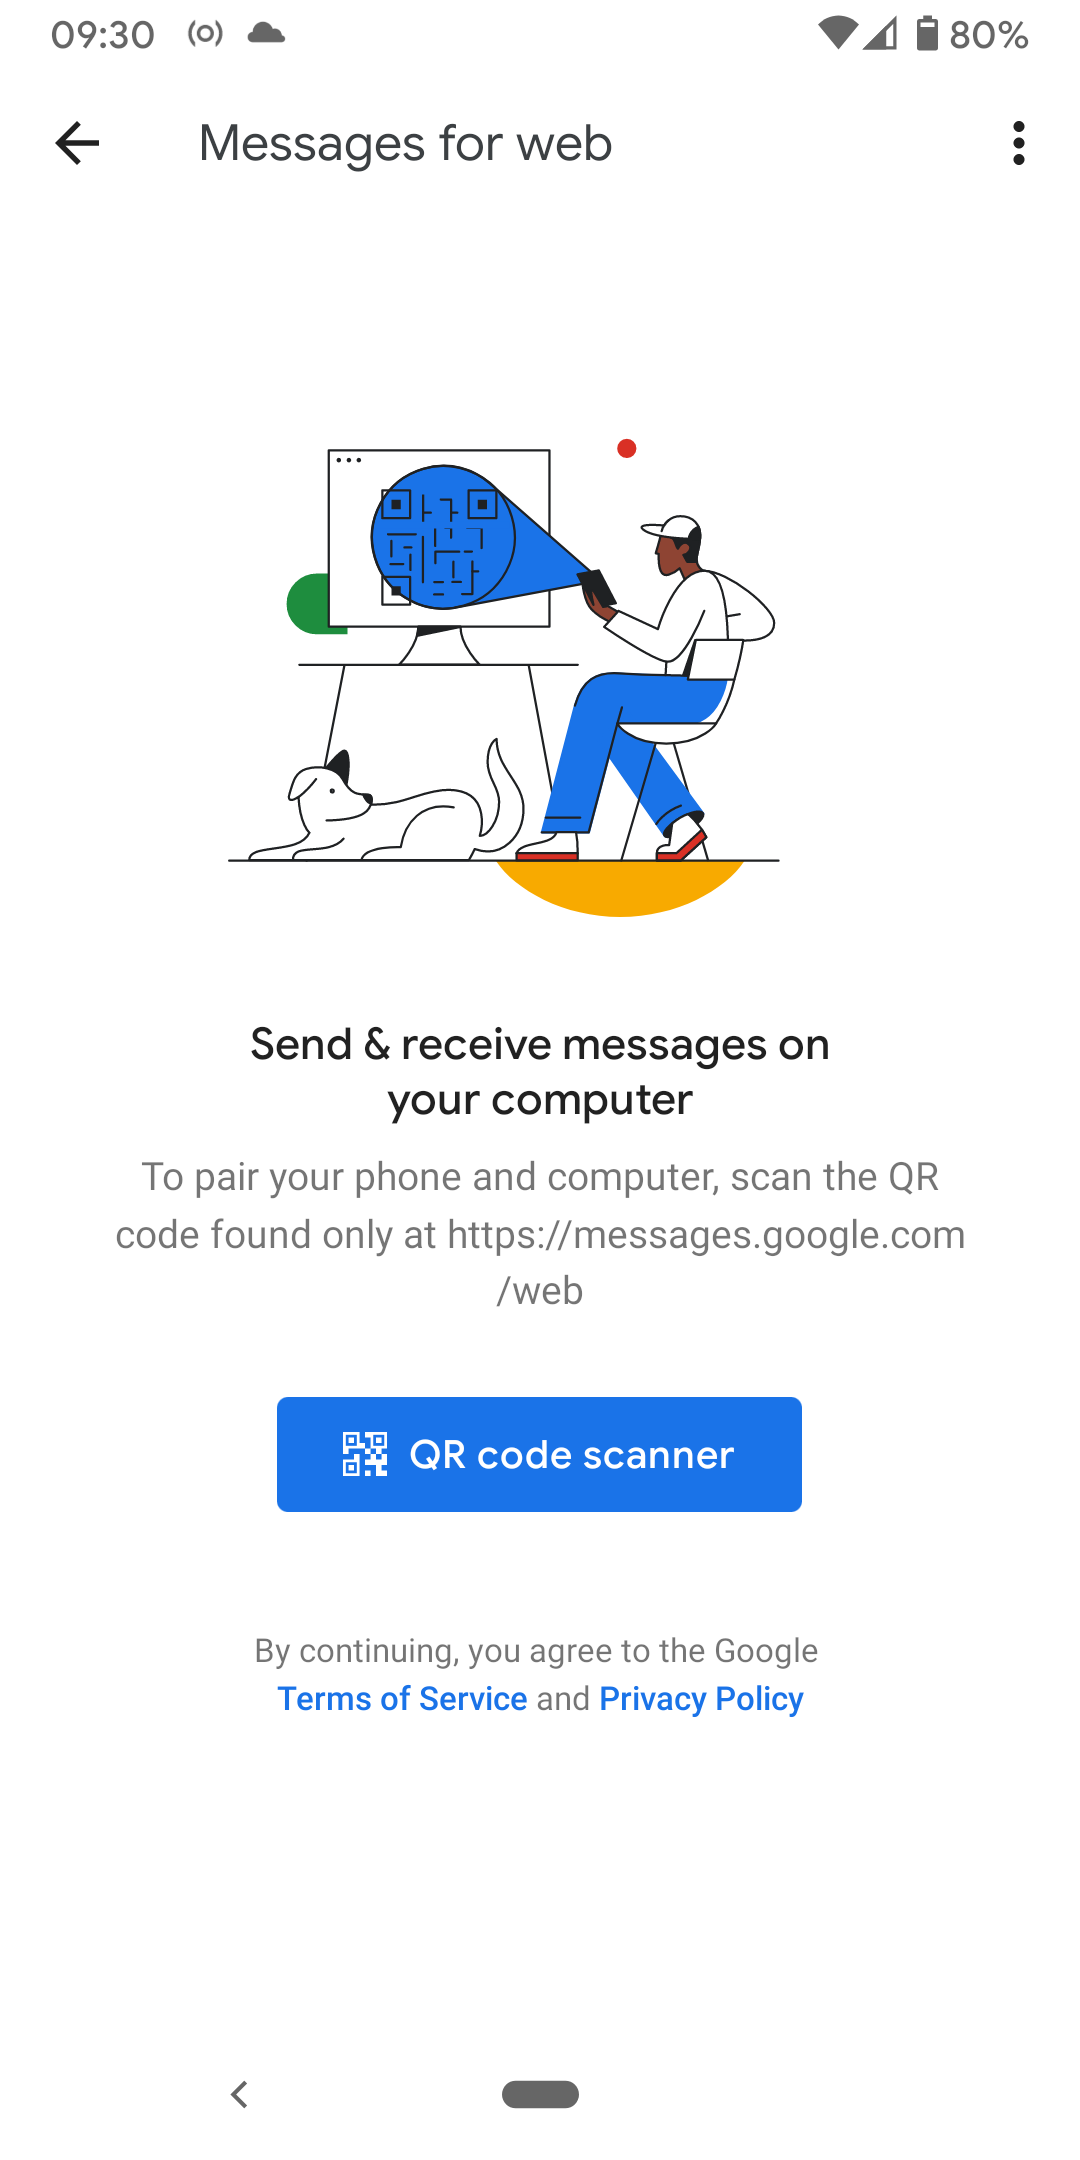 09:30
80%
Messages for web
Send & receive messages on
your computer
To pair your phone and computer, scan the QR
code found only at https://messages.google.com
/web
QR code scanner
By continuing, you agree to the Google
Terms of Service and Privacy Policy